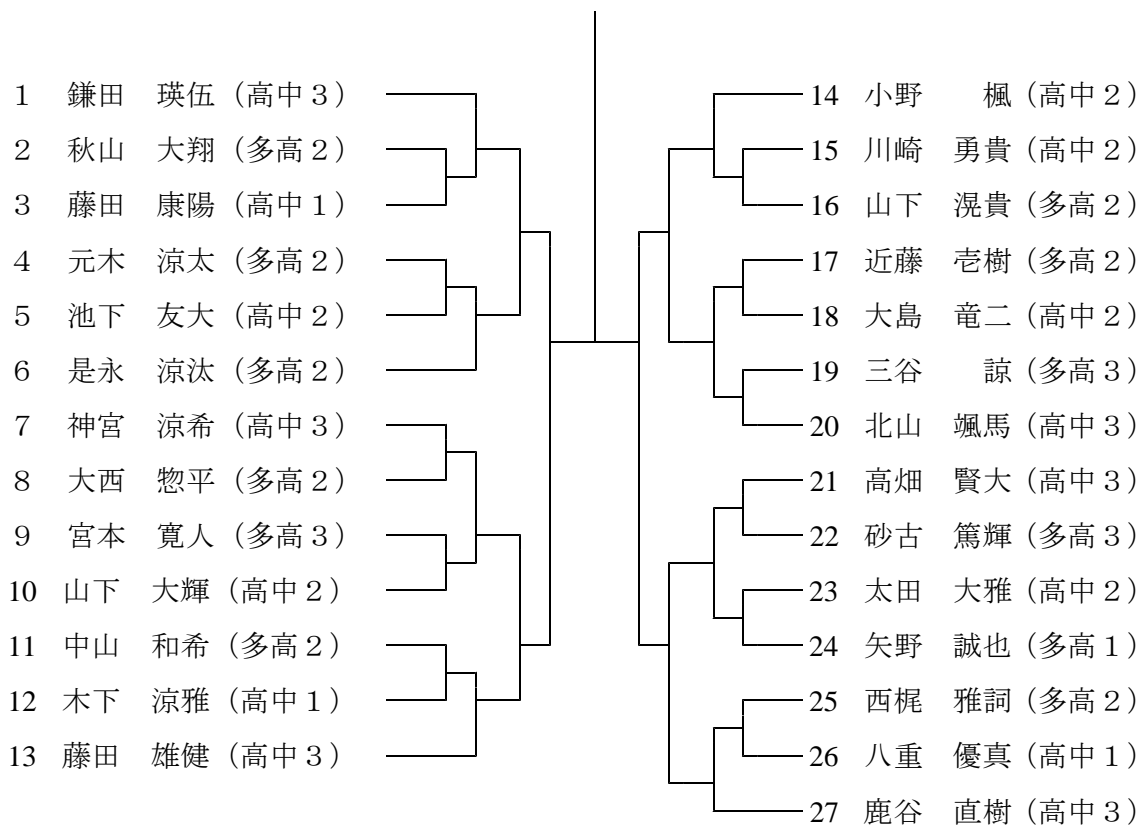 1 鎌田 瑛伍（高中３）
2 秋山 大翔（多高２）
3 藤田 康陽（高中１）
4 元木 涼太（多高２）
5 池下 友大（高中２）
6 是永 涼汰（多高２）
7 神宮 涼希（高中３）
8 大西 惣平（多高２）
9 宮本 寛人（多高３）
10 山下 大輝（高中２）
11 中山 和希（多高２）
12 木下 涼雅（高中１）
13 藤田 雄健（高中３）
14 小野 楓（高中２）
15 川崎 勇貴（高中２）
16 山下 滉貴（多高２）
17 近藤 壱樹（多高２）
18 大島 竜二（高中２）
19 三谷 諒（多高３）
20 北山 颯馬（高中３）
21 高畑 賢大（高中３）
22 砂古 篤輝（多高３）
23 太田 大雅（高中２）
24 矢野 誠也（多高１）
25 西梶 雅詞（多高２）
26 八重 優真（高中１）
27 鹿谷 直樹（高中３）